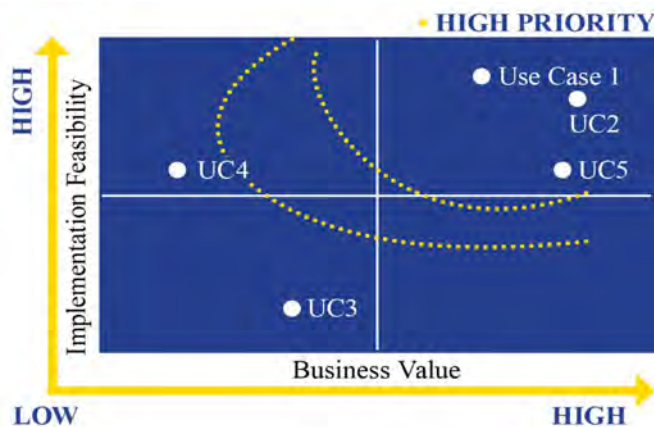 HIGH PRIORITY
HIGH
Implementation Feasibility
Use Case 1
UC2
UC4
UC5
UC3
Business Value
LOW
HIGH